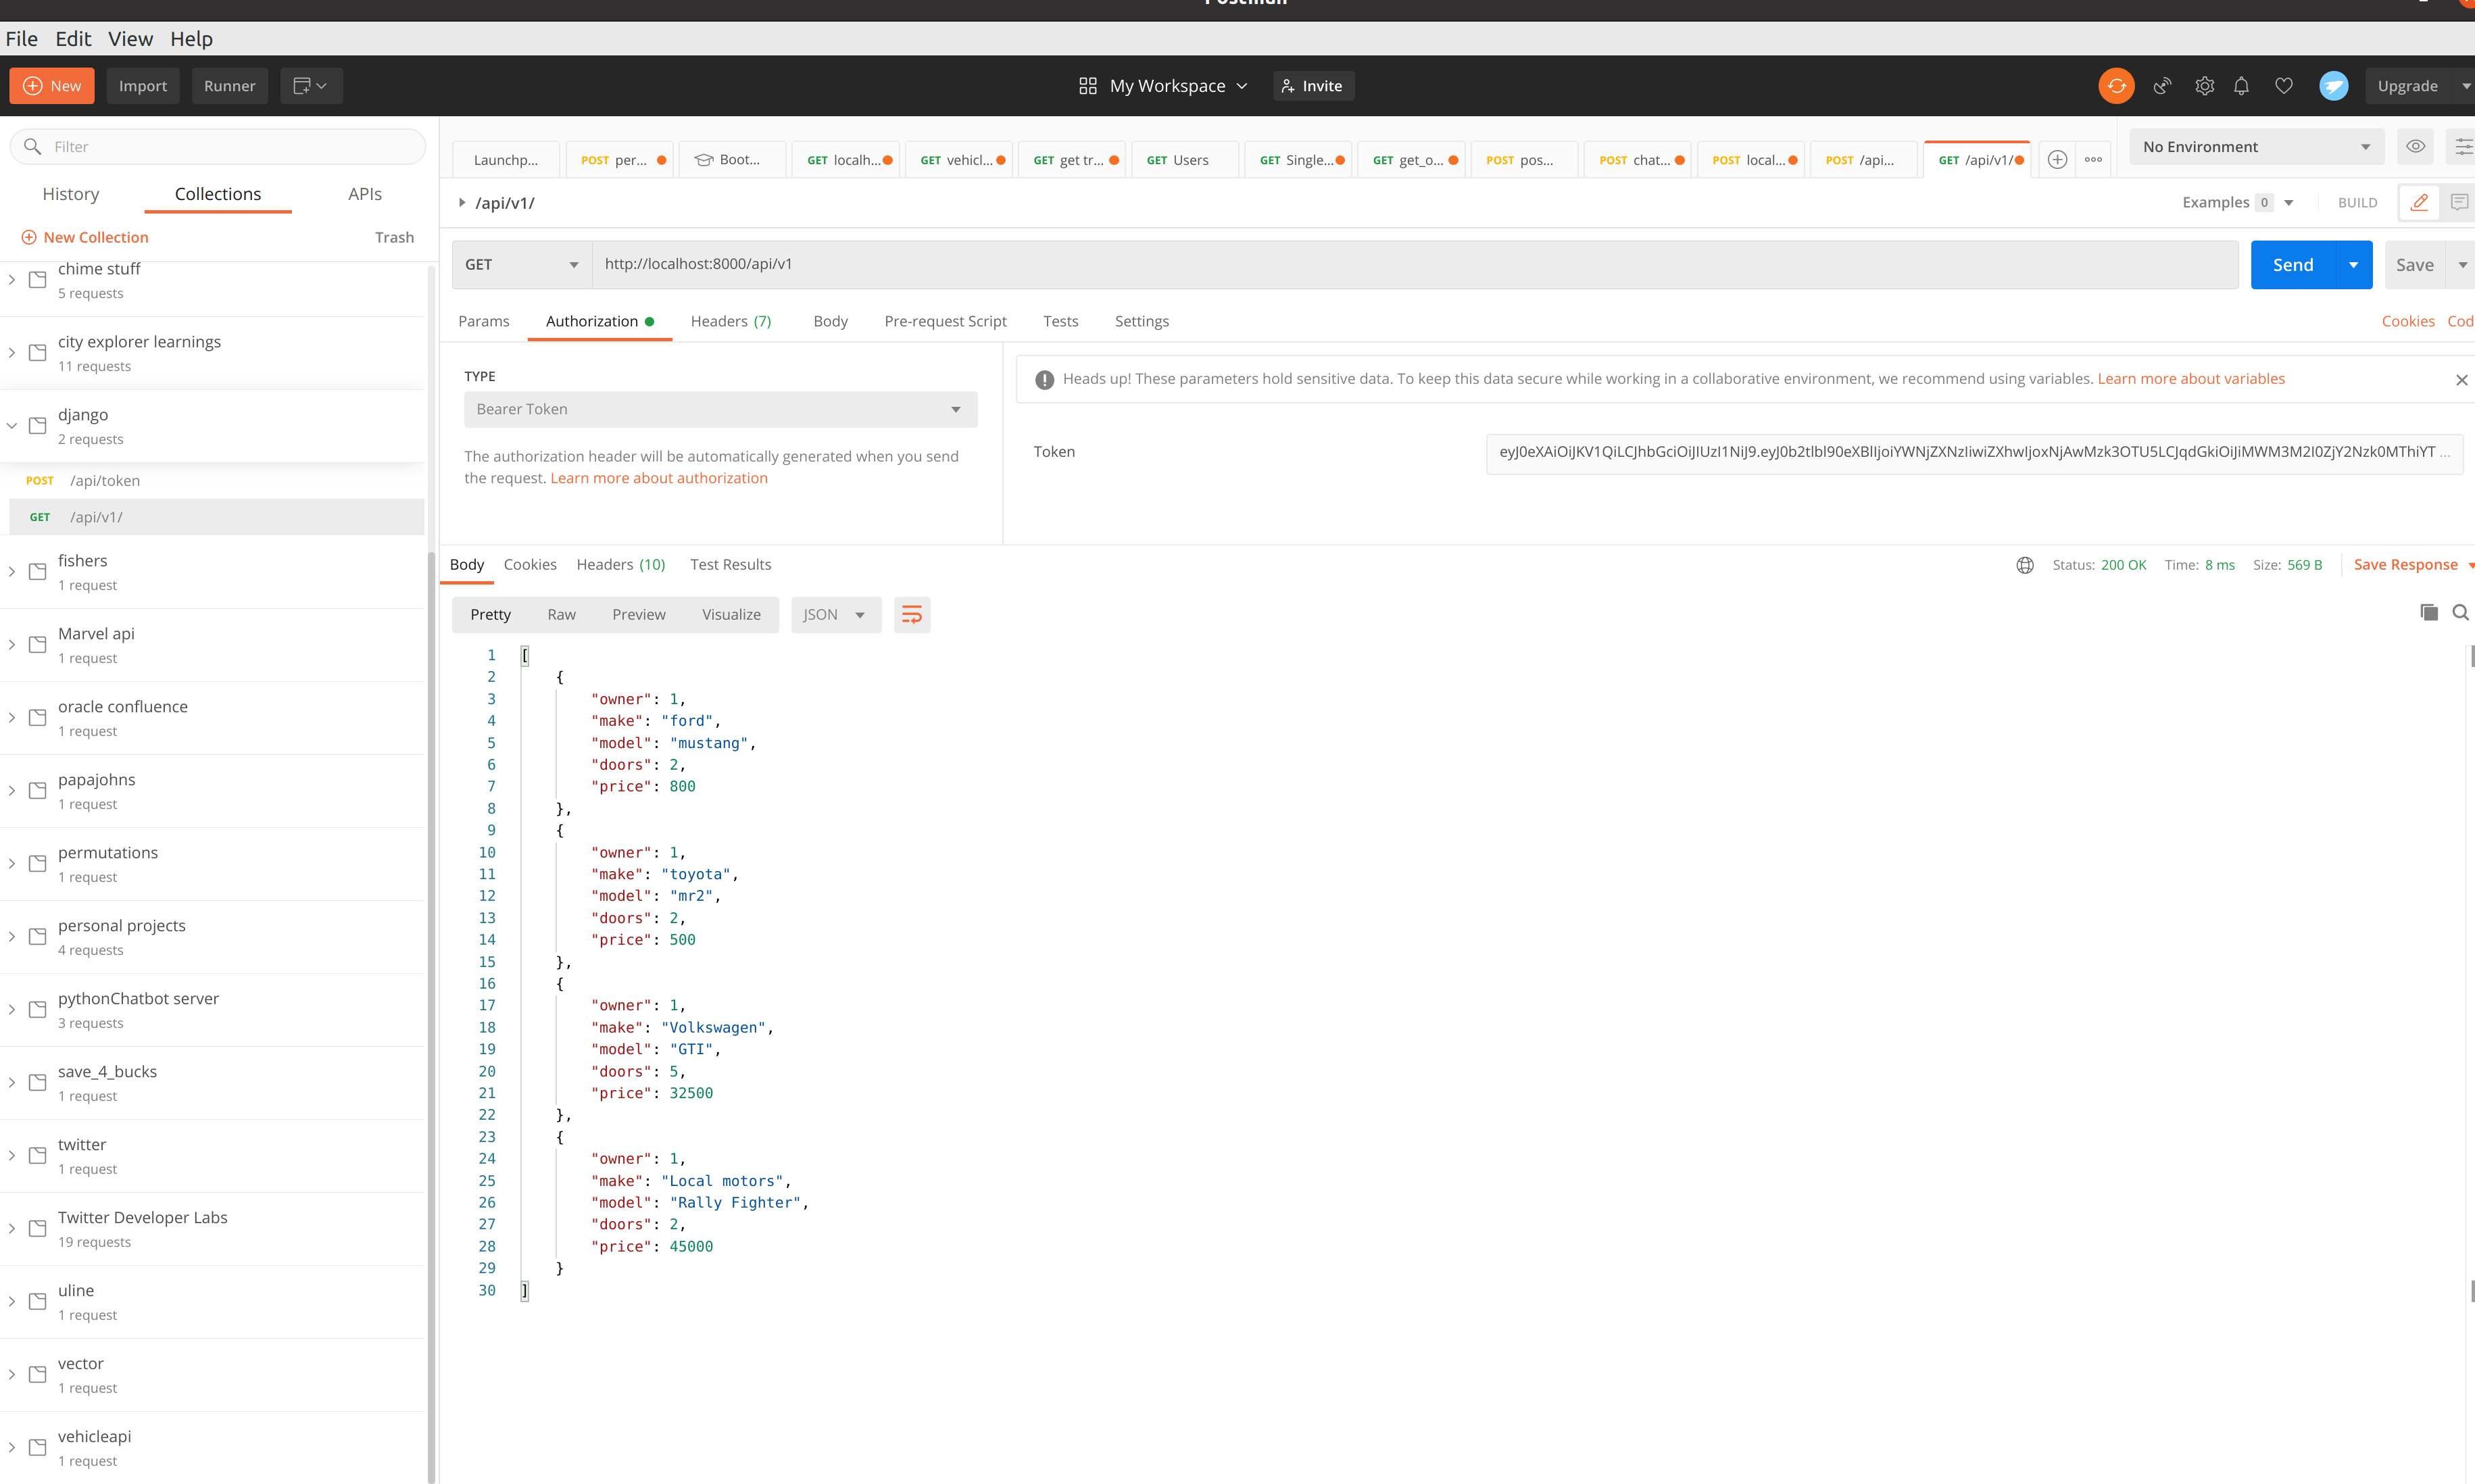 Postman
File Edit View Help
New Import Runner My Workspace Invite Upgrade
Filter
History Collections APIs
New Collection Trash
chime stuff
5 requests
city explorer learnings
11 requests
django
2 requests
POST /api/token
GET /api/v1/
fishers
1 request
Marvel api
1 request
oracle confluence
1 request
papajohns
1 request
permutations
1 request
personal projects
4 requests
pythonChatbot server
3 requests
save_4_bucks
1 request
twitter
1 request
Twitter Developer Labs
19 requests
uline
1 request
vector
1 request
vehicleapi
1 request
Launchp... POST per... Boot... GET localh... GET vehicl... GET get tr... GET Users GET Single... GET get_o... POST pos... POST chat... POST local... POST /api... GET /api/v1/ No Environment
/api/v1/ Examples 0 BUILD
GET http://localhost:8000/api/v1 Send Save
Params Authorization Headers (7) Body Pre-request Script Tests Settings Cookies Cod
TYPE
Bearer Token
The authorization header will be automatically generated when you send
the request. Learn more about authorization
Heads up! These parameters hold sensitive data. To keep this data secure while working in a collaborative environment, we recommend using variables. Learn more about variables
Token
Body Cookies Headers (10) Test Results Status: 200 OK Time: 8 ms Size: 569 B Save Response
Pretty Raw Preview Visualize JSON
1 [
2 {
3 "owner": 1,
4 "make": "ford",
5 "model": "mustang",
6 "doors": 2,
7 "price": 800
8 },
9 {
10 "owner": 1,
11 "make": "toyota",
12 "model": "mr2",
13 "doors": 2,
14 "price": 500
15 },
16 {
17 "owner": 1,
18 "make": "Volkswagen",
19 "model": "GTI",
20 "doors": 5,
21 "price": 32500
22 },
23 {
24 "owner": 1,
25 "make": "Local motors",
26 "model": "Rally Fighter",
27 "doors": 2,
28 "price": 45000
29 }
30 ]